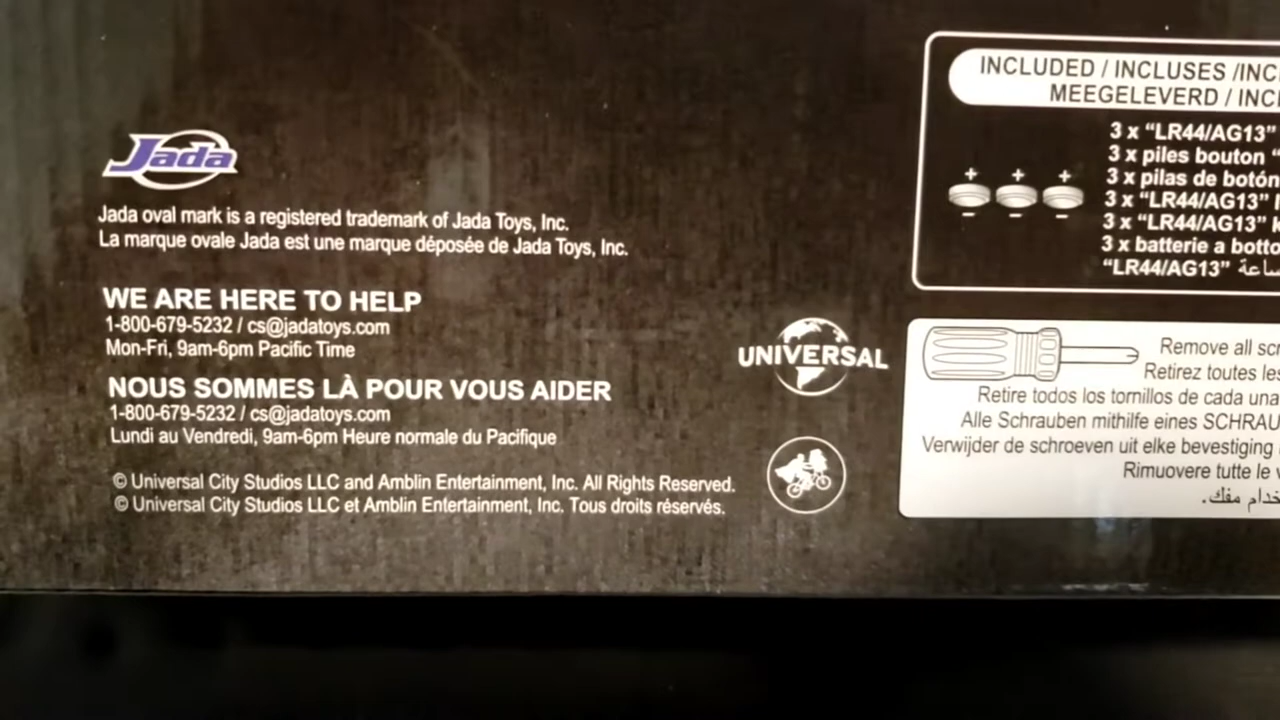 Jada
Jada oval mark is a registered trademark of Jada Toys, Inc.
La marque ovale Jada est une marque déposée de Jada Toys, Inc.
WE ARE HERE TO HELP
1-800-679-5232 / cs@jadatoys.com
Mon-Fri, 9am-6pm Pacific Time
NOUS SOMMES LÀ POUR VOUS AIDER
1-800-679-5232 / cs@jadatoys.com
Lundi au Vendredi, 9am-6pm Heure normale du Pacifique
© Universal City Studios LLC and Amblin Entertainment, Inc. All Rights Reserved.
© Universal City Studios LLC et Amblin Entertainment, Inc. Tous droits réservés.
UNIVERSAL
INCLUDED / INCLUSES /
MEEGELEVERD /
3 x “LR44/AG13”
3 x piles bouton
3 x pilas de botón
3 x “LR44/AG13”
3 x “LR44/AG13”
3 x batterie a
“LR44/AG13”
Remove all
Retirez toutes les
Retire todos los tornillos de cada una
Alle Schrauben mithilfe eines
Verwijder de schroeven uit elke bevestiging
Rimuovere tutte le
مفك.